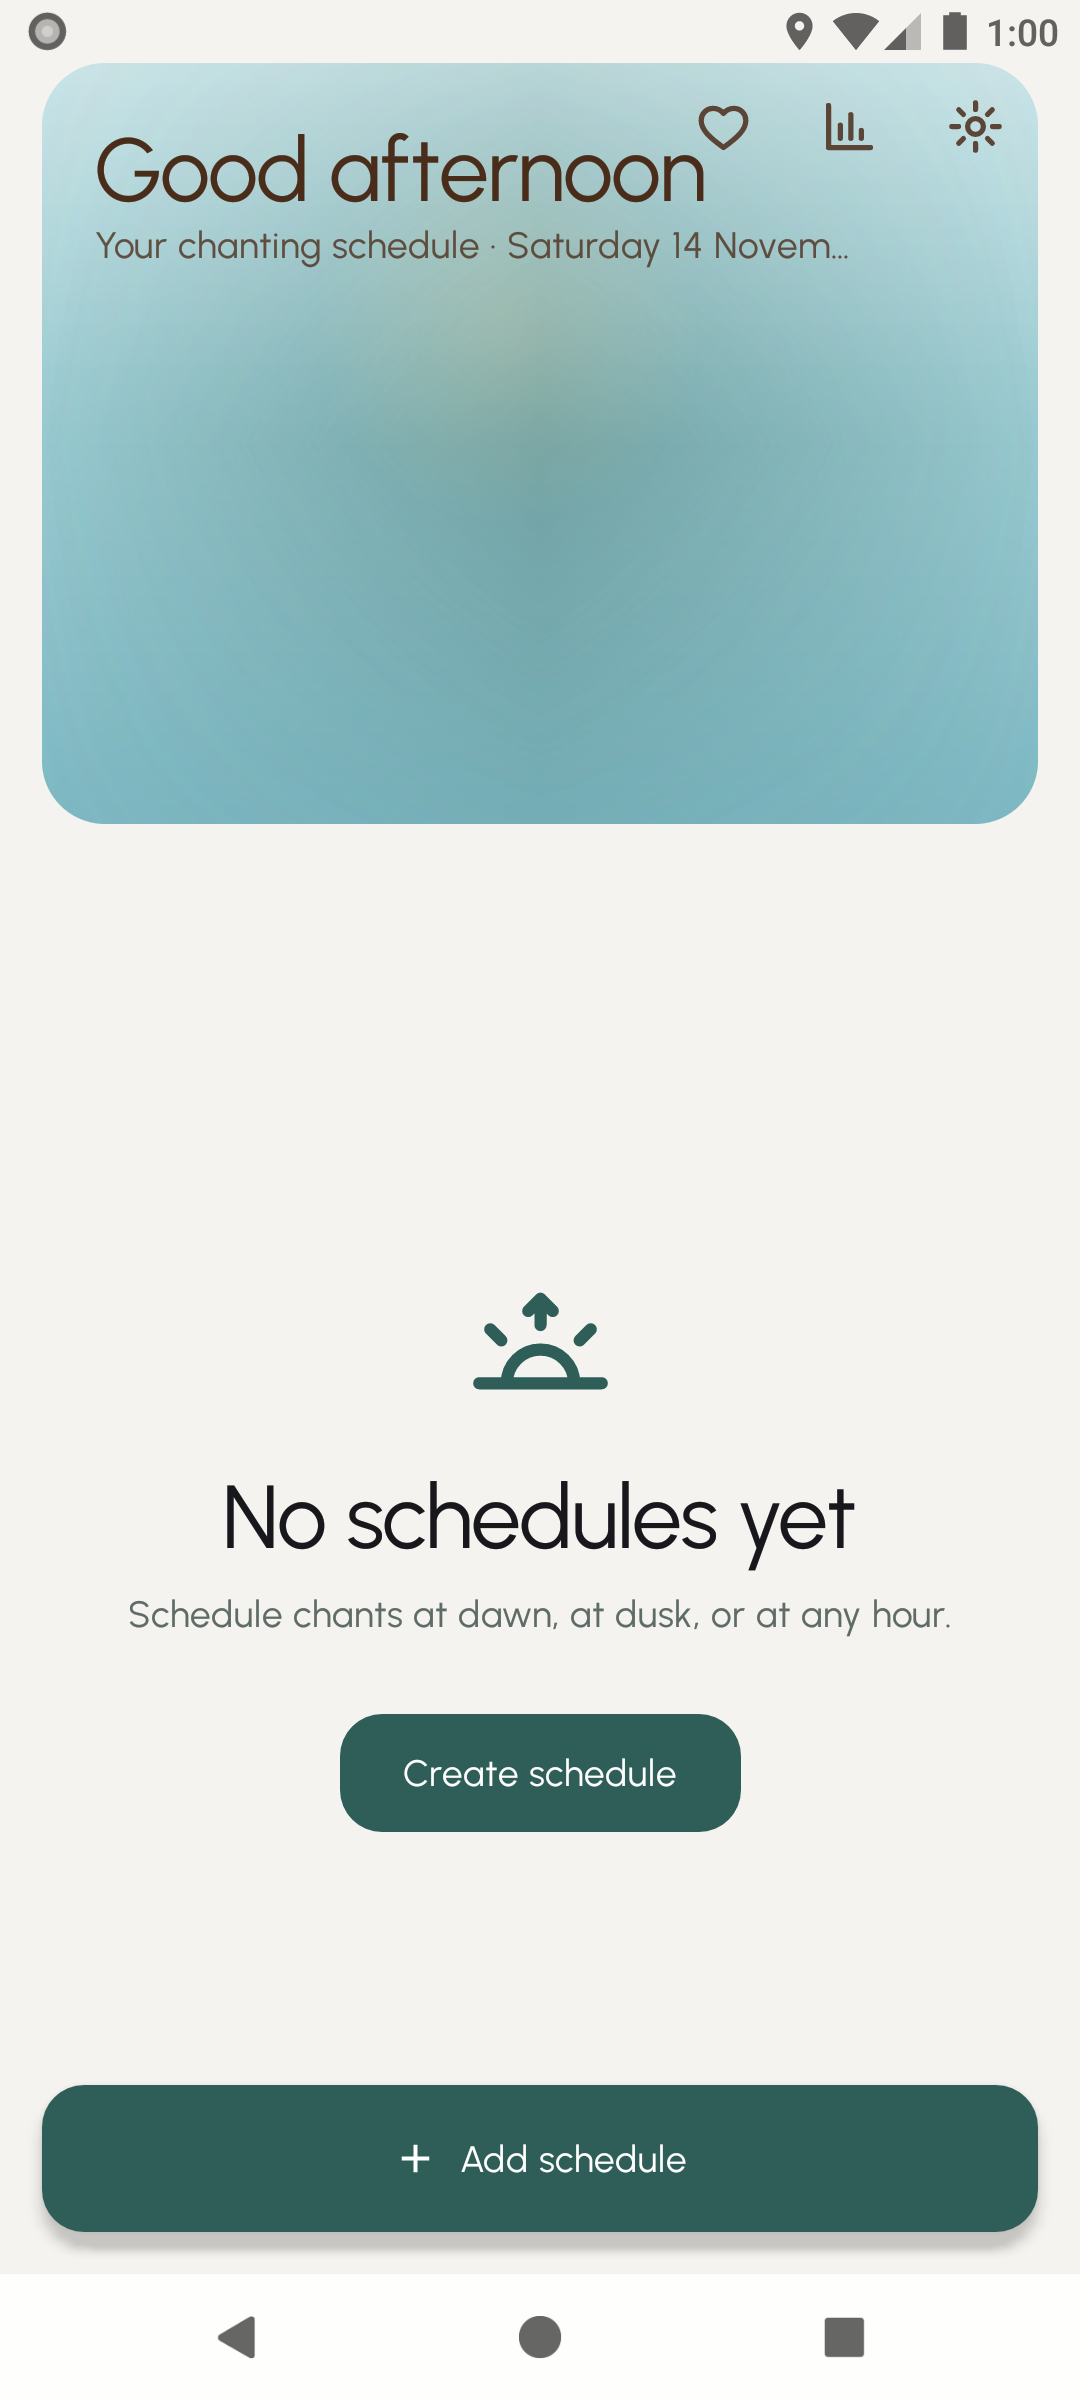 1:00
Good afternoon
Your chanting schedule · Saturday 14 Novem...
No schedules yet
Schedule chants at dawn, at dusk, or at any hour.
Create schedule
+ Add schedule